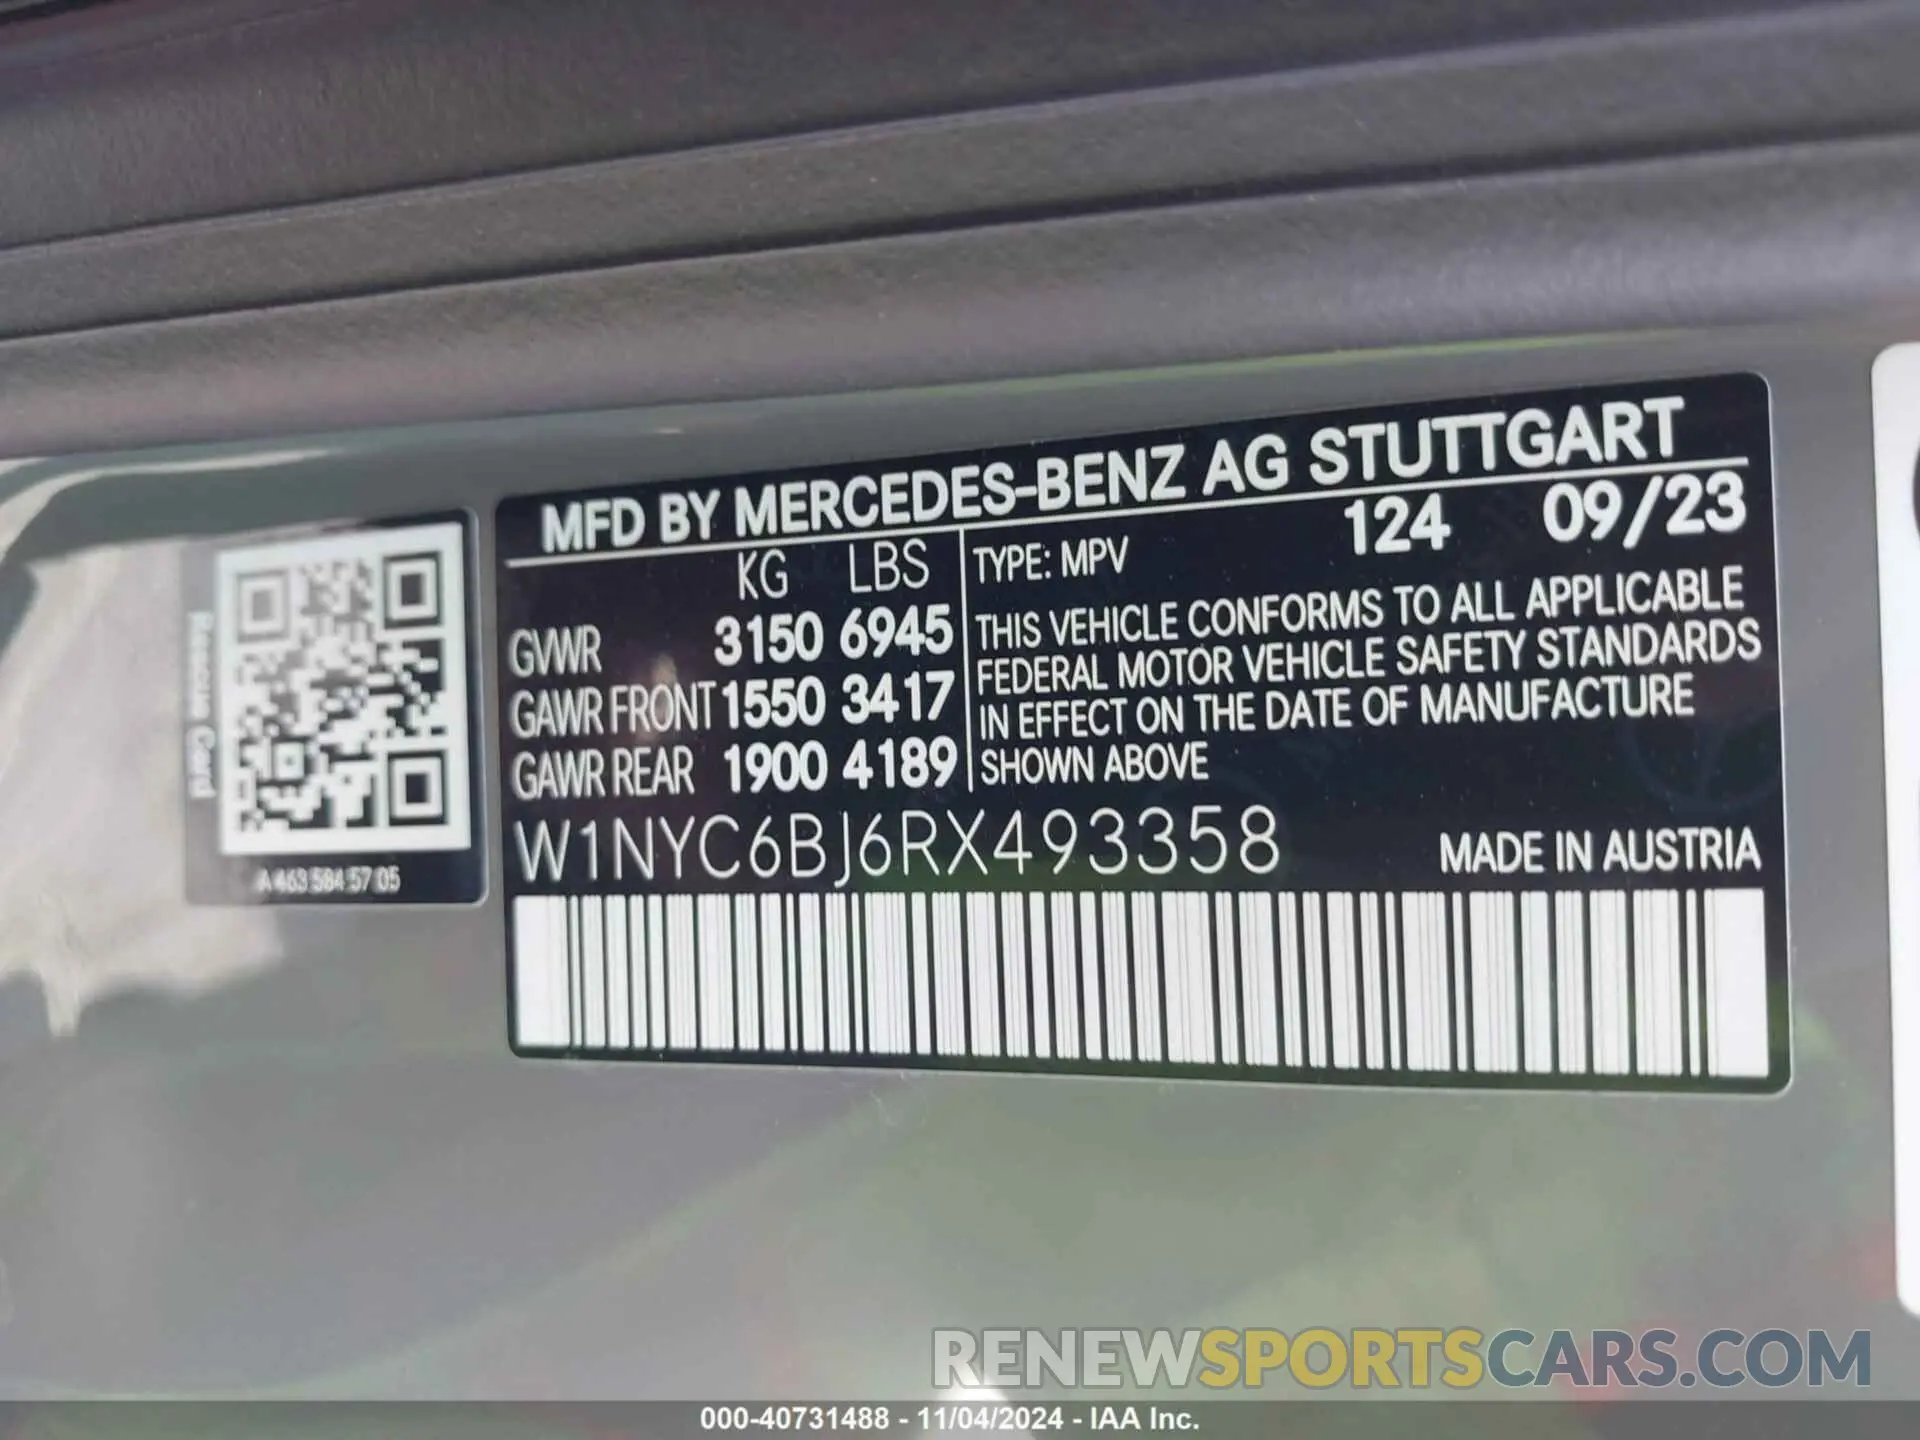 MFD BY MERCEDES-BENZ AG STUTTGART
124 09/23
KG LBS
GVWR 3150 6945
GAWR FRONT 1550 3417
GAWR REAR 1900 4189
TYPE: MPV
THIS VEHICLE CONFORMS TO ALL APPLICABLE
FEDERAL MOTOR VEHICLE SAFETY STANDARDS
IN EFFECT ON THE DATE OF MANUFACTURE
SHOWN ABOVE
W1NYC6BJ6RX493358
MADE IN AUSTRIA
Rescue Card
A 463 584 57 05
RENEWSPORTSCARS.COM
000-40731488 - 11/04/2024 - IAA Inc.